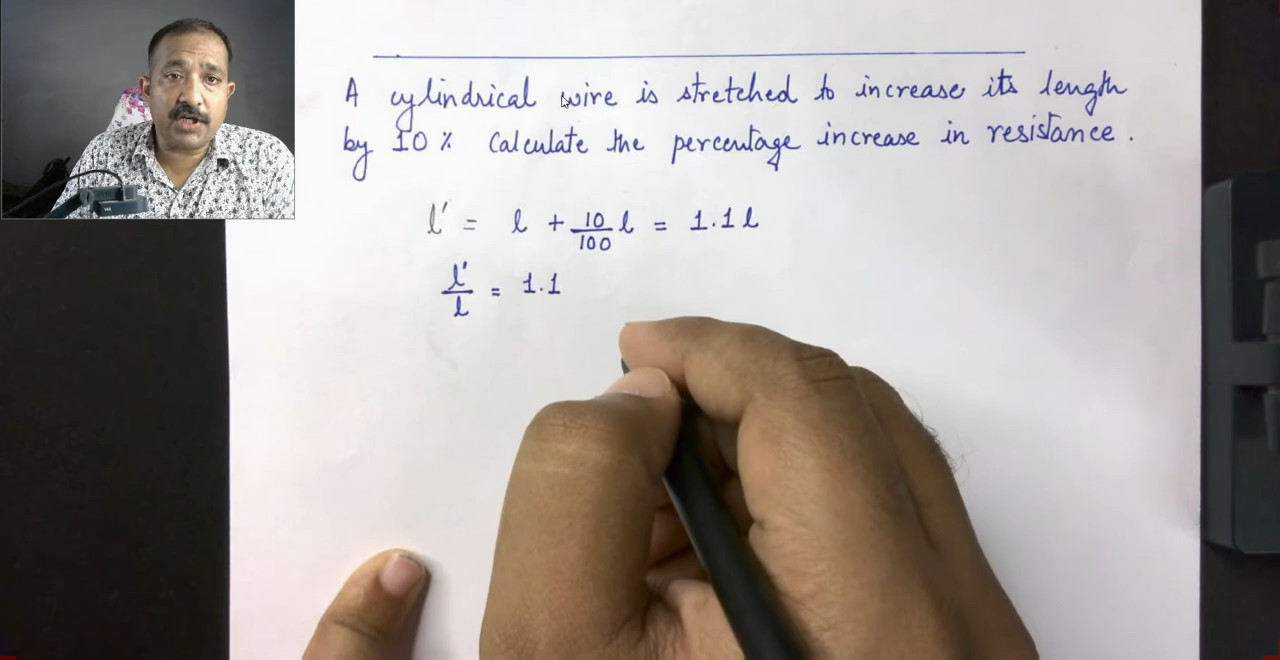 A cylindrical wire is stretched to increase its length
by 10 % Calculate the percentage increase in resistance.
l' = l + 10/100 l = 1.1 l
l'/l = 1.1